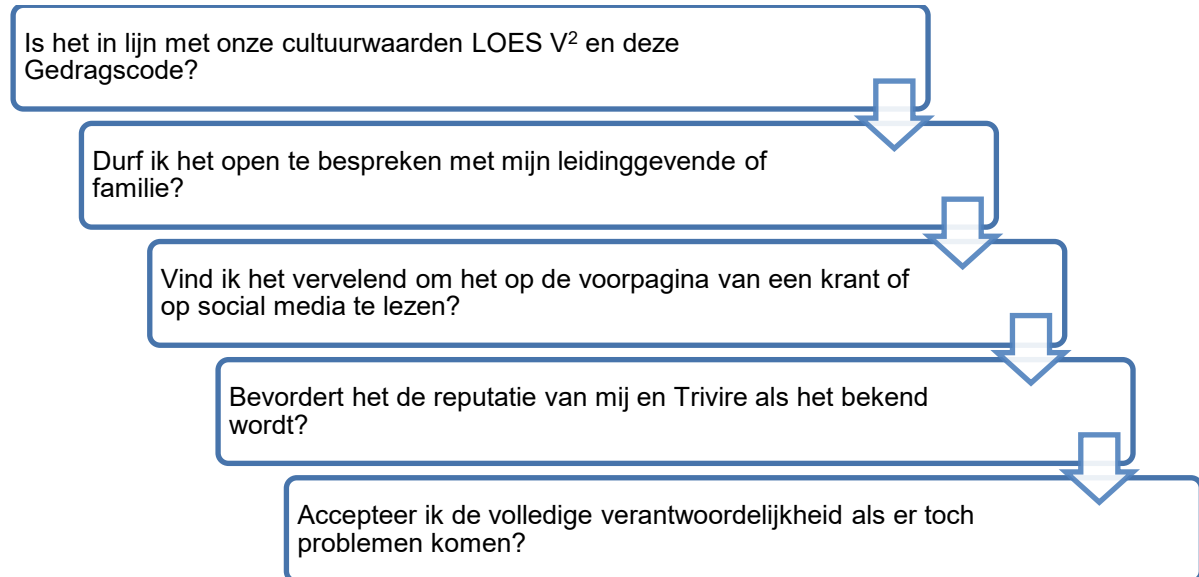 Is het in lijn met onze cultuurwaarden LOES V² en deze
Gedragscode?
Durf ik het open te bespreken met mijn leidinggevende of
familie?
Vind ik het vervelend om het op de voorpagina van een krant of
op social media te lezen?
Bevordert het de reputatie van mij en Trivire als het bekend
wordt?
Accepteer ik de volledige verantwoordelijkheid als er toch
problemen komen?